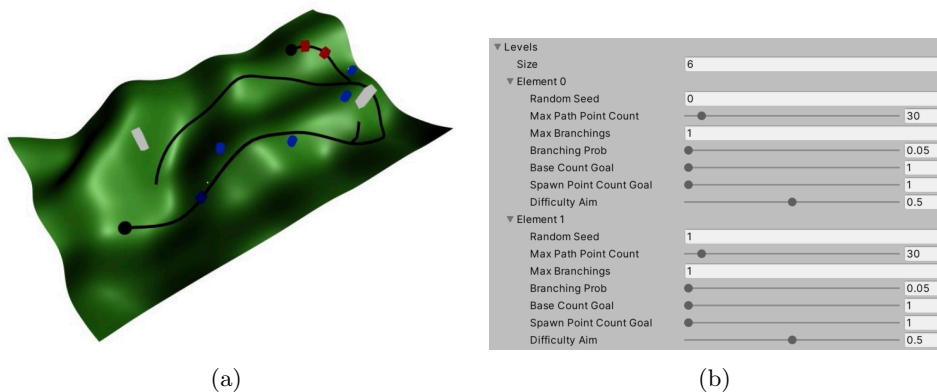 Levels
Size 6
Element 0
Random Seed 0
Max Path Point Count 30
Max Branchings 1
Branching Prob 0.05
Base Count Goal 1
Spawn Point Count Goal 1
Difficulty Aim 0.5
Element 1
Random Seed 1
Max Path Point Count 30
Max Branchings 1
Branching Prob 0.05
Base Count Goal 1
Spawn Point Count Goal 1
Difficulty Aim 0.5
(a) (b)